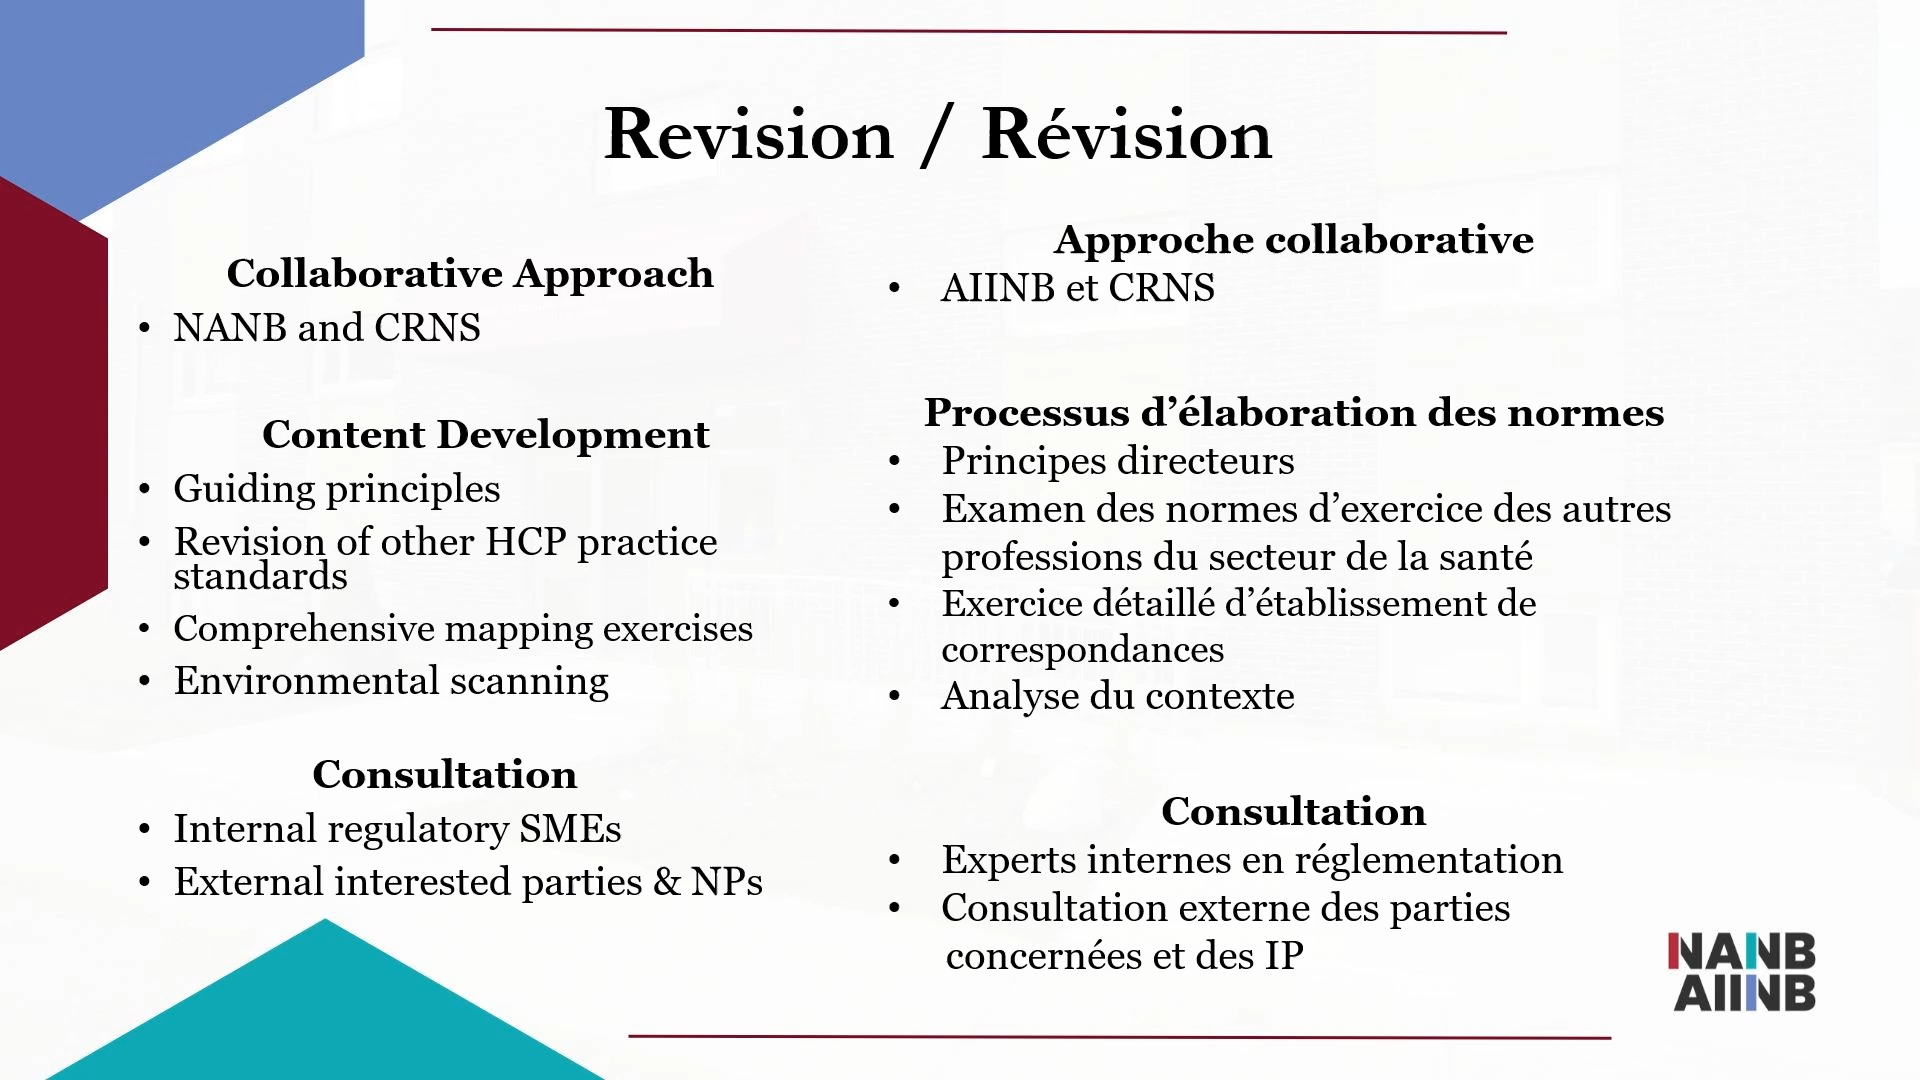 Revision / Révision
Collaborative Approach
• NANB and CRNS
Content Development
• Guiding principles
• Revision of other HCP practice
standards
• Comprehensive mapping exercises
• Environmental scanning
Consultation
• Internal regulatory SMEs
• External interested parties & NPs
Approche collaborative
• AIINB et CRNS
Processus d’élaboration des normes
• Principes directeurs
• Examen des normes d’exercice des autres
professions du secteur de la santé
• Exercice détaillé d’établissement de
correspondances
• Analyse du contexte
Consultation
• Experts internes en réglementation
• Consultation externe des parties
concernées et des IP
NANB
AIINB